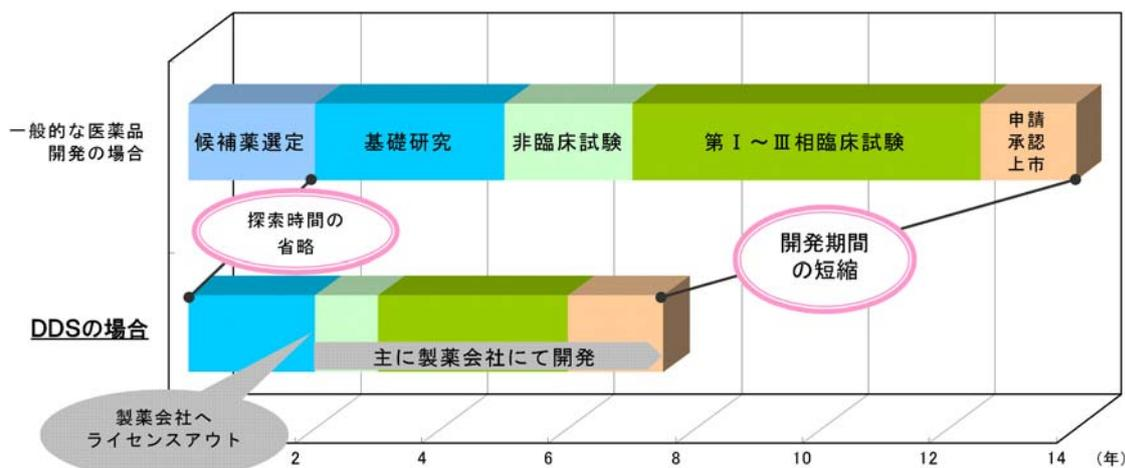 一般的な医薬品
開発の場合
候補薬選定
基礎研究
非臨床試験
第Ⅰ～Ⅲ相臨床試験
申請
承認
上市
探索時間の
省略
開発期間
の短縮
DDSの場合
主に製薬会社にて開発
製薬会社へ
ライセンスアウト
2 4 6 8 10 12 14 (年)